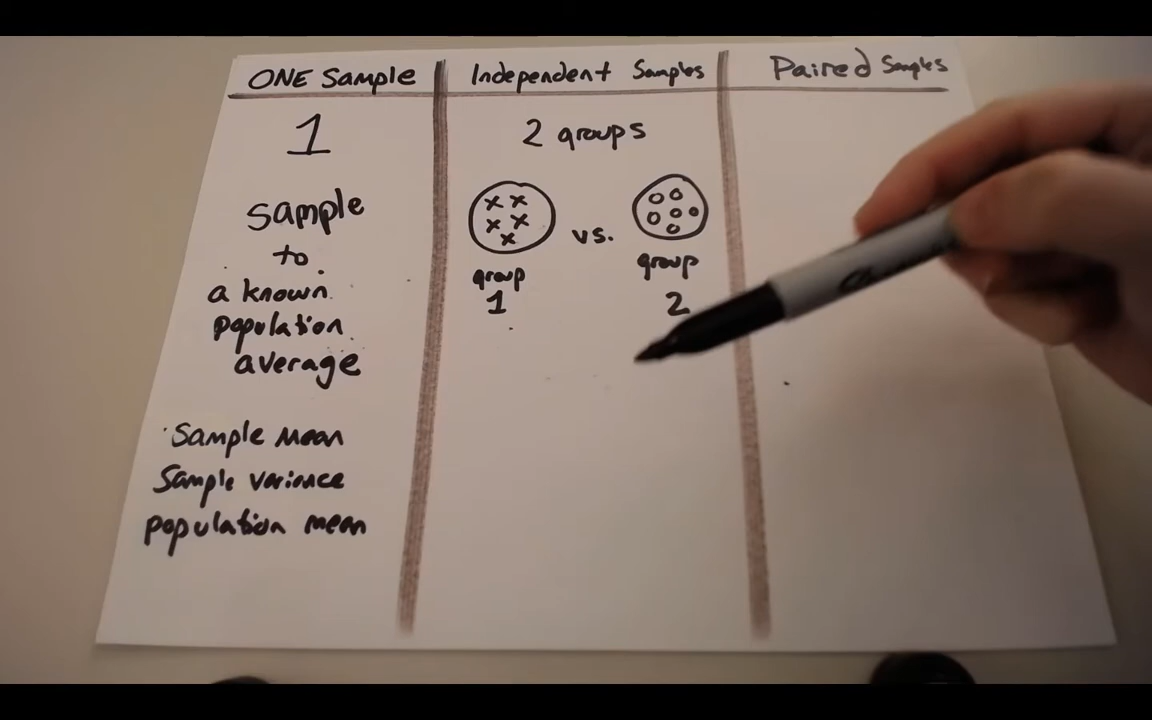 ONE Sample
1
sample
to
a known
population
average
Sample mean
Sample variance
population mean
Independent Samples
2 groups
vs.
group
1
group
2
Paired Samples